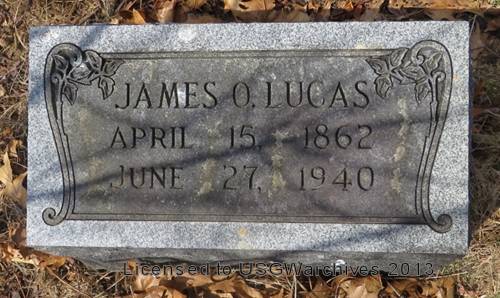 JAMES O. LUCAS
APRIL 15, 1862
JUNE 27, 1940
Licensed to USGWarchives 2013